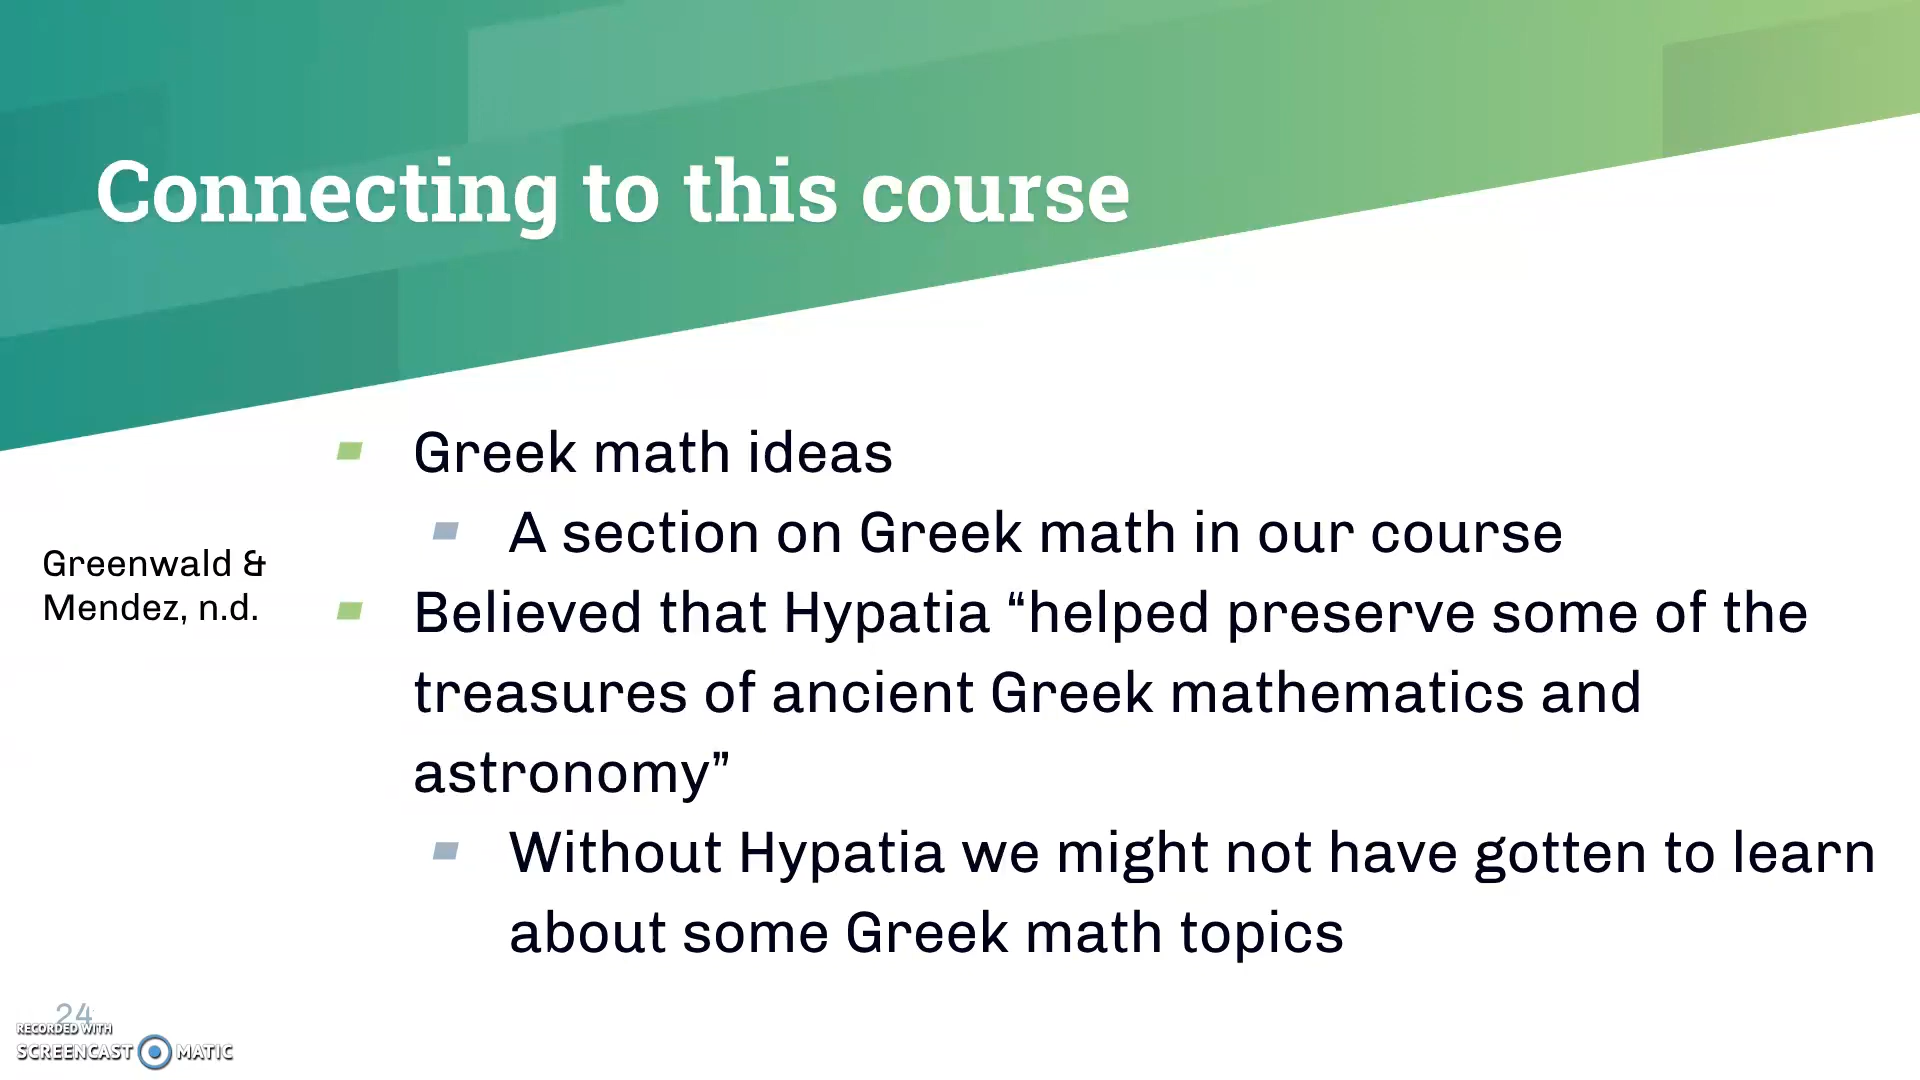 Connecting to this course
Greek math ideas
A section on Greek math in our course
Greenwald &
Mendez, n.d.
Believed that Hypatia “helped preserve some of the
treasures of ancient Greek mathematics and
astronomy”
Without Hypatia we might not have gotten to learn
about some Greek math topics
24
RECORDED WITH
SCREENCAST MATIC